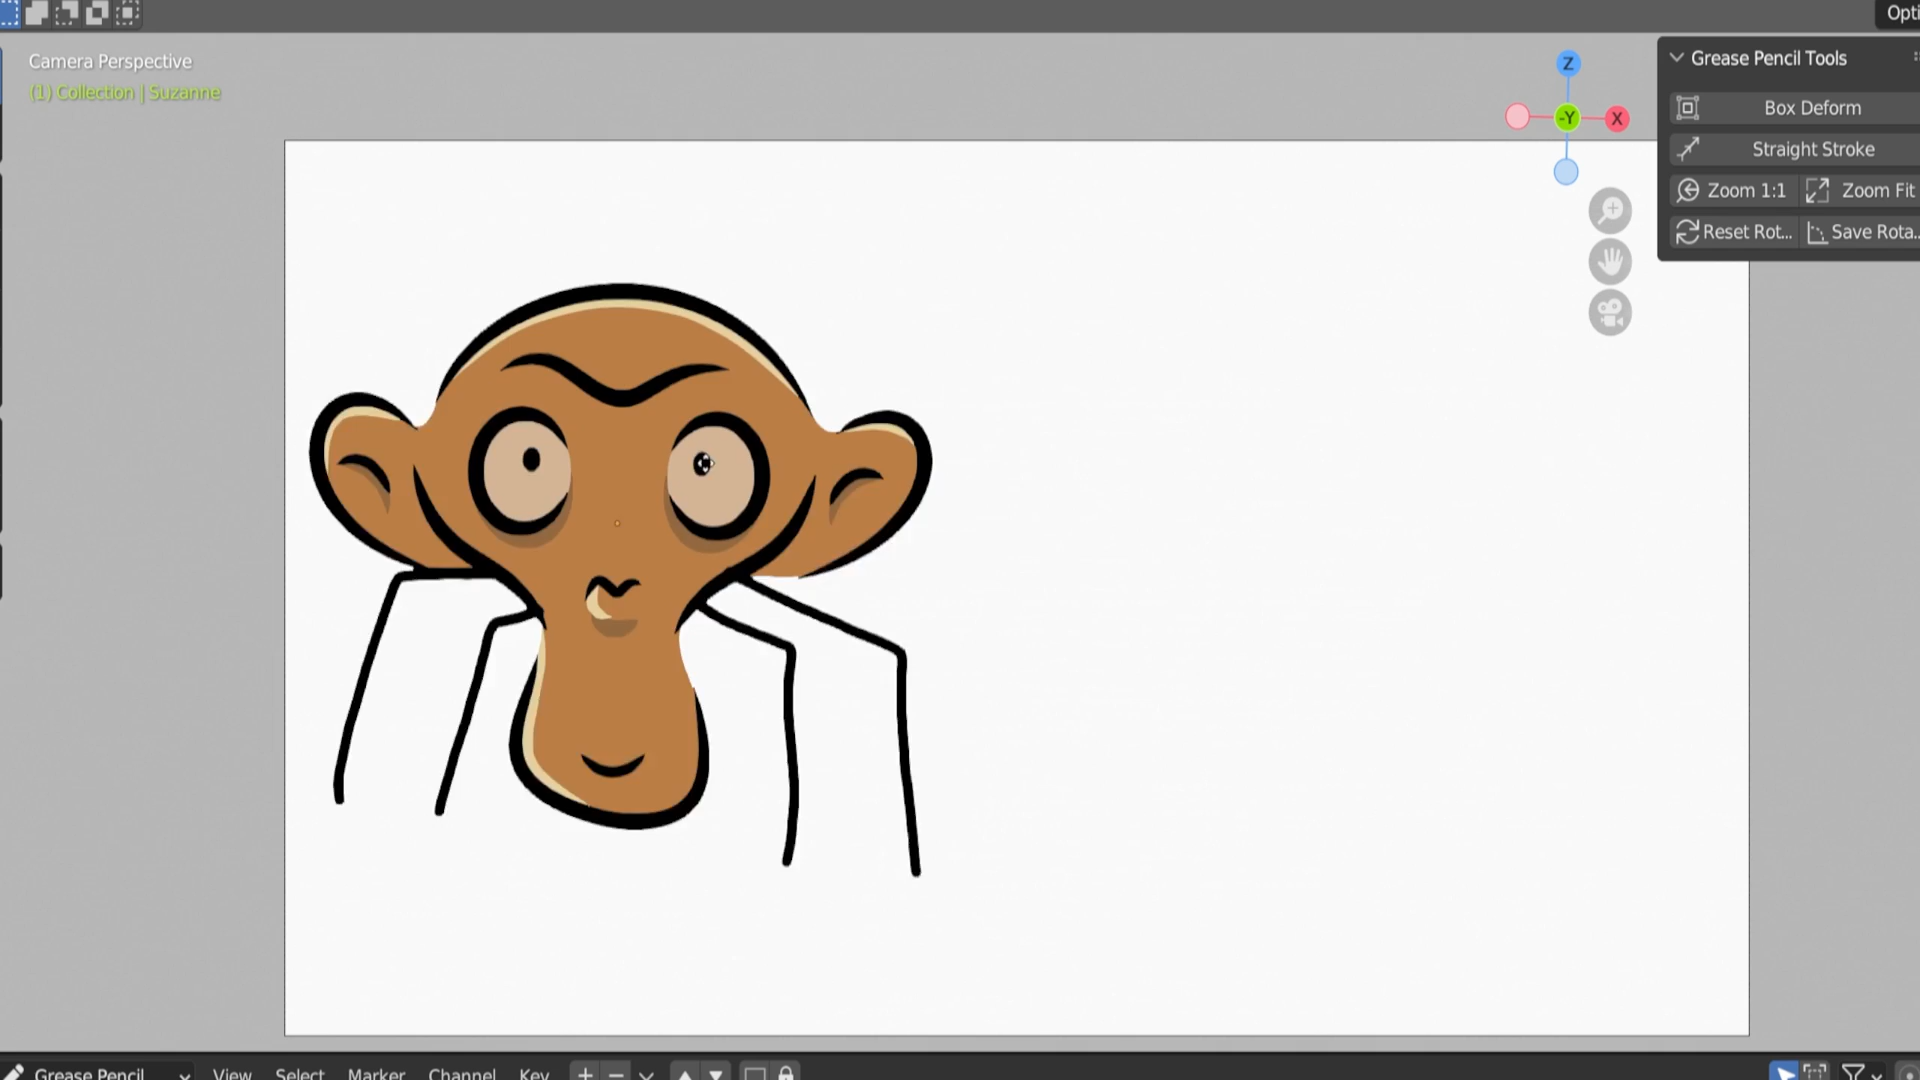 Opti
Camera Perspective
(1) Collection | Suzanne
Z
-Y
X
Grease Pencil Tools
Box Deform
Straight Stroke
Zoom 1:1
Zoom Fit
Reset Rot...
Save Rota...
Grease Pencil
View
Select
Marker
Channel
Key